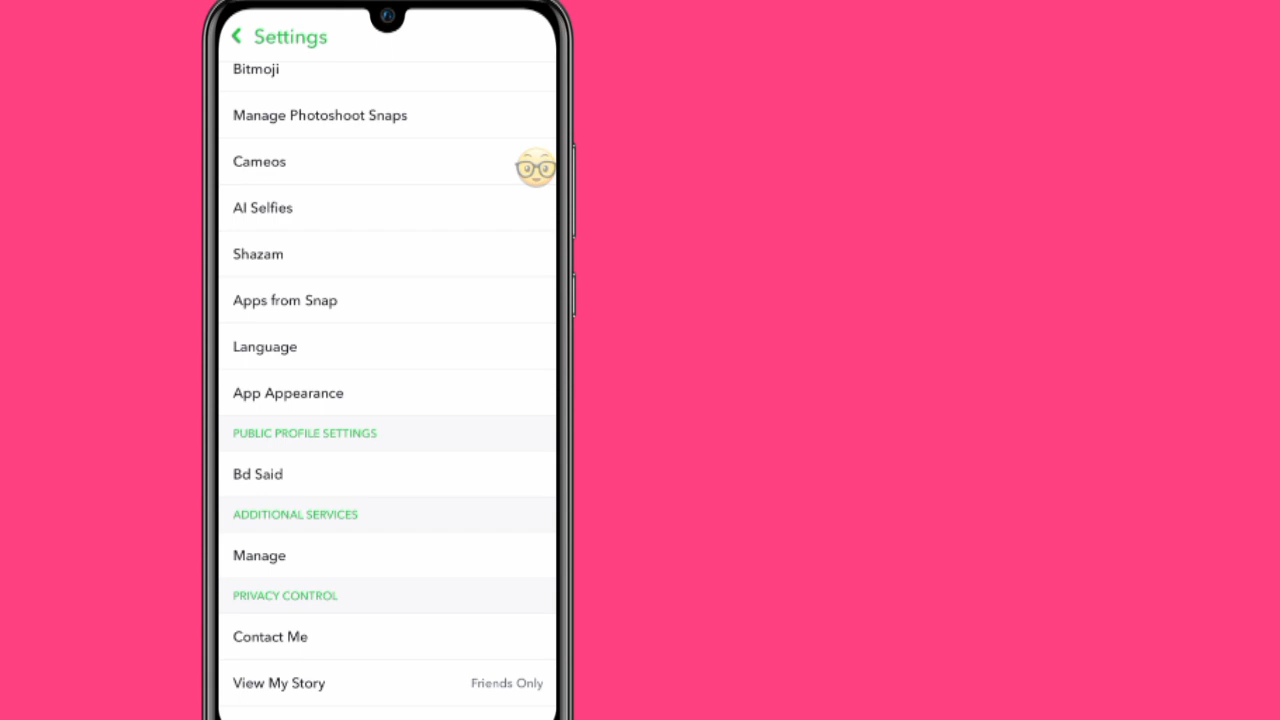 Settings
Bitmoji
Manage Photoshoot Snaps
Cameos
AI Selfies
Shazam
Apps from Snap
Language
App Appearance
PUBLIC PROFILE SETTINGS
Bd Said
ADDITIONAL SERVICES
Manage
PRIVACY CONTROL
Contact Me
View My Story Friends Only